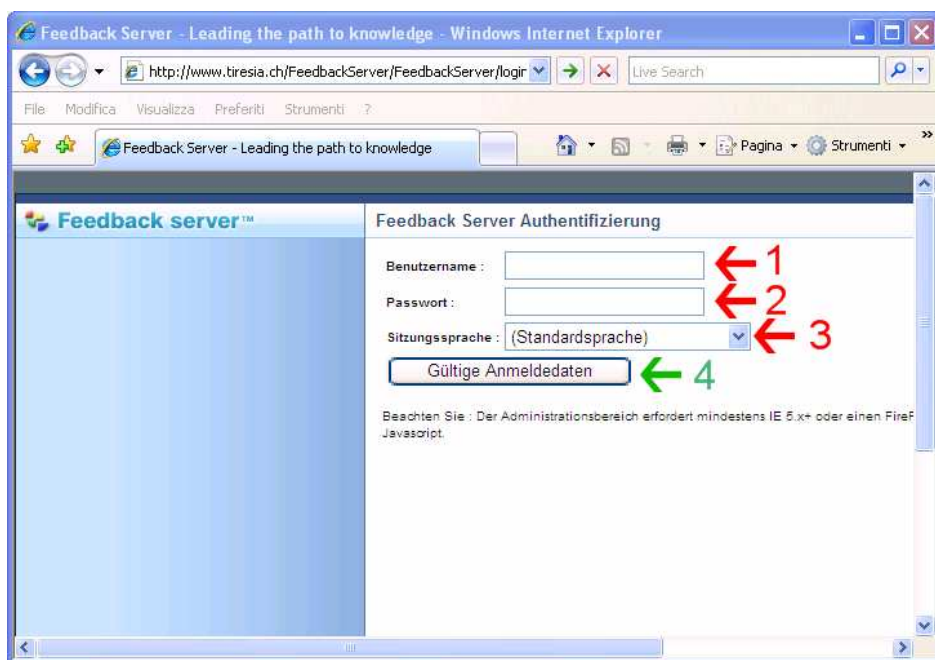 Feedback Server - Leading the path to knowledge - Windows Internet Explorer
http://www.tiresia.ch/FeedbackServer/FeedbackServer/login
Live Search
File Modifica Visualizza Preferiti Strumenti ?
Feedback Server - Leading the path to knowledge
Pagina Strumenti »
Feedback server™
Feedback Server Authentifizierung
Benutzername : 1
Passwort : 2
Sitzungssprache : (Standardsprache) 3
Gültige Anmeldedaten 4
Beachten Sie : Der Administrationsbereich erfordert mindestens IE 5.x+ oder einen FireF
Javascript.